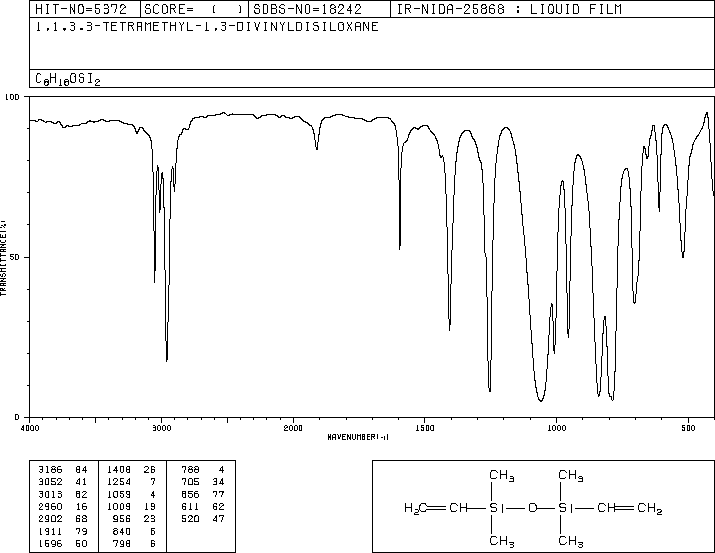 HIT-NO=5372 SCORE= ( ) SDBS-NO=18242 IR-NIDA-25868 : LIQUID FILM
1,1,3,3-TETRAMETHYL-1,3-DIVINYLDISILOXANE
C8H18OSI2
100
50
0
TRANSMITTANCE(%)
4000 3000 2000 1500 1000 500
WAVENUMBER(-1)
3186 84 1408 26 788 4
3052 41 1254 7 705 34
3013 62 1059 4 656 77
2960 16 1009 19 611 62
2902 68 956 23 520 47
1911 79 840 6
1596 50 798 6
CH3 CH3
H2C=CH-SI-O-SI-CH=CH2
CH3 CH3